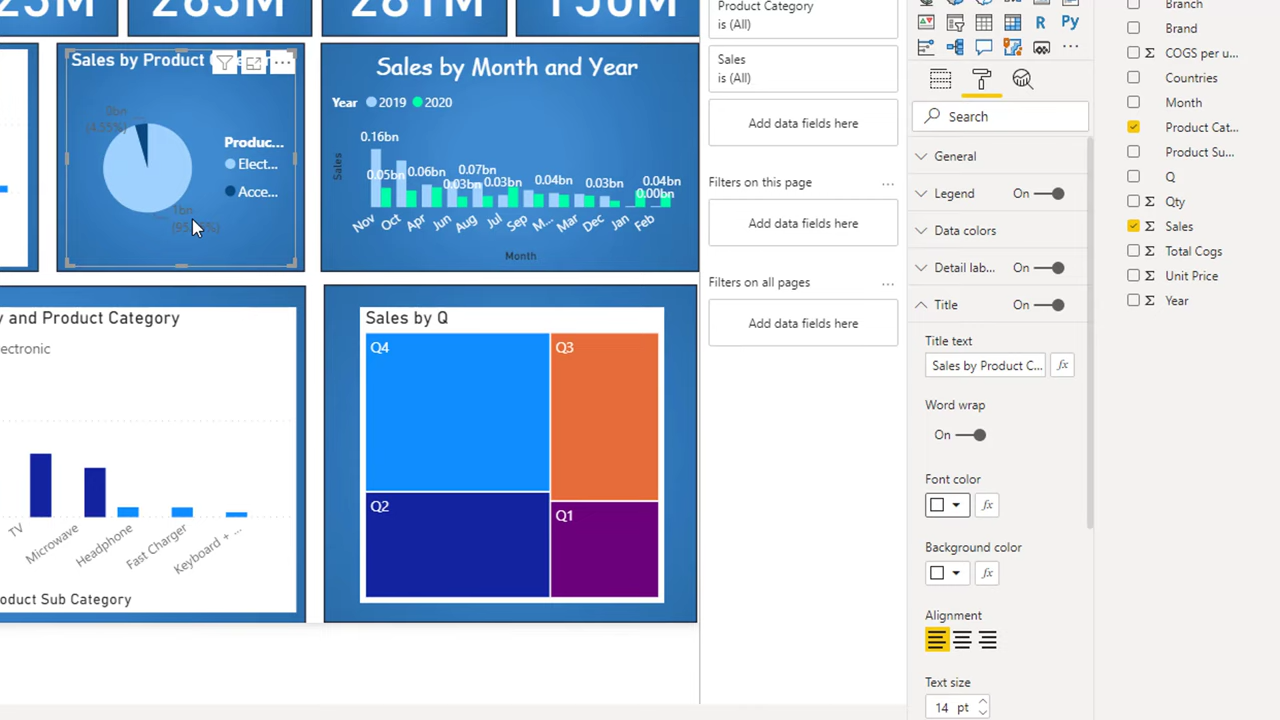 283M
281M
150M
Sales by Product
0bn
(4.55%)
1bn
Produc...
Elect...
Acce...
Sales by Month and Year
Year 2019 2020
Sales
0.16bn
0.05bn
0.06bn
0.03bn
0.07bn
0.03bn
0.04bn
0.03bn
0.04bn
0.00bn
Nov
Oct
Apr
Jun
Aug
Jul
Sep
M...
Mar
Dec
Jan
Feb
Month
y and Product Category
ectronic
TV
Microwave
Headphone
Fast Charger
Keyboard + ...
oduct Sub Category
Sales by Q
Q4
Q3
Q2
Q1
Product Category
is (All)
Sales
is (All)
Add data fields here
Filters on this page ...
Add data fields here
Filters on all pages ...
Add data fields here
R
Py
...
Search
General
Legend On
Data colors
Detail lab... On
Title On
Title text
Sales by Product C... fx
Word wrap
On
Font color
fx
Background color
fx
Alignment
Text size
14 pt
Branch
Brand
Σ COGS per u...
Countries
Month
Product Cat...
Product Su...
Q
Σ Qty
Σ Sales
Σ Total Cogs
Σ Unit Price
Σ Year